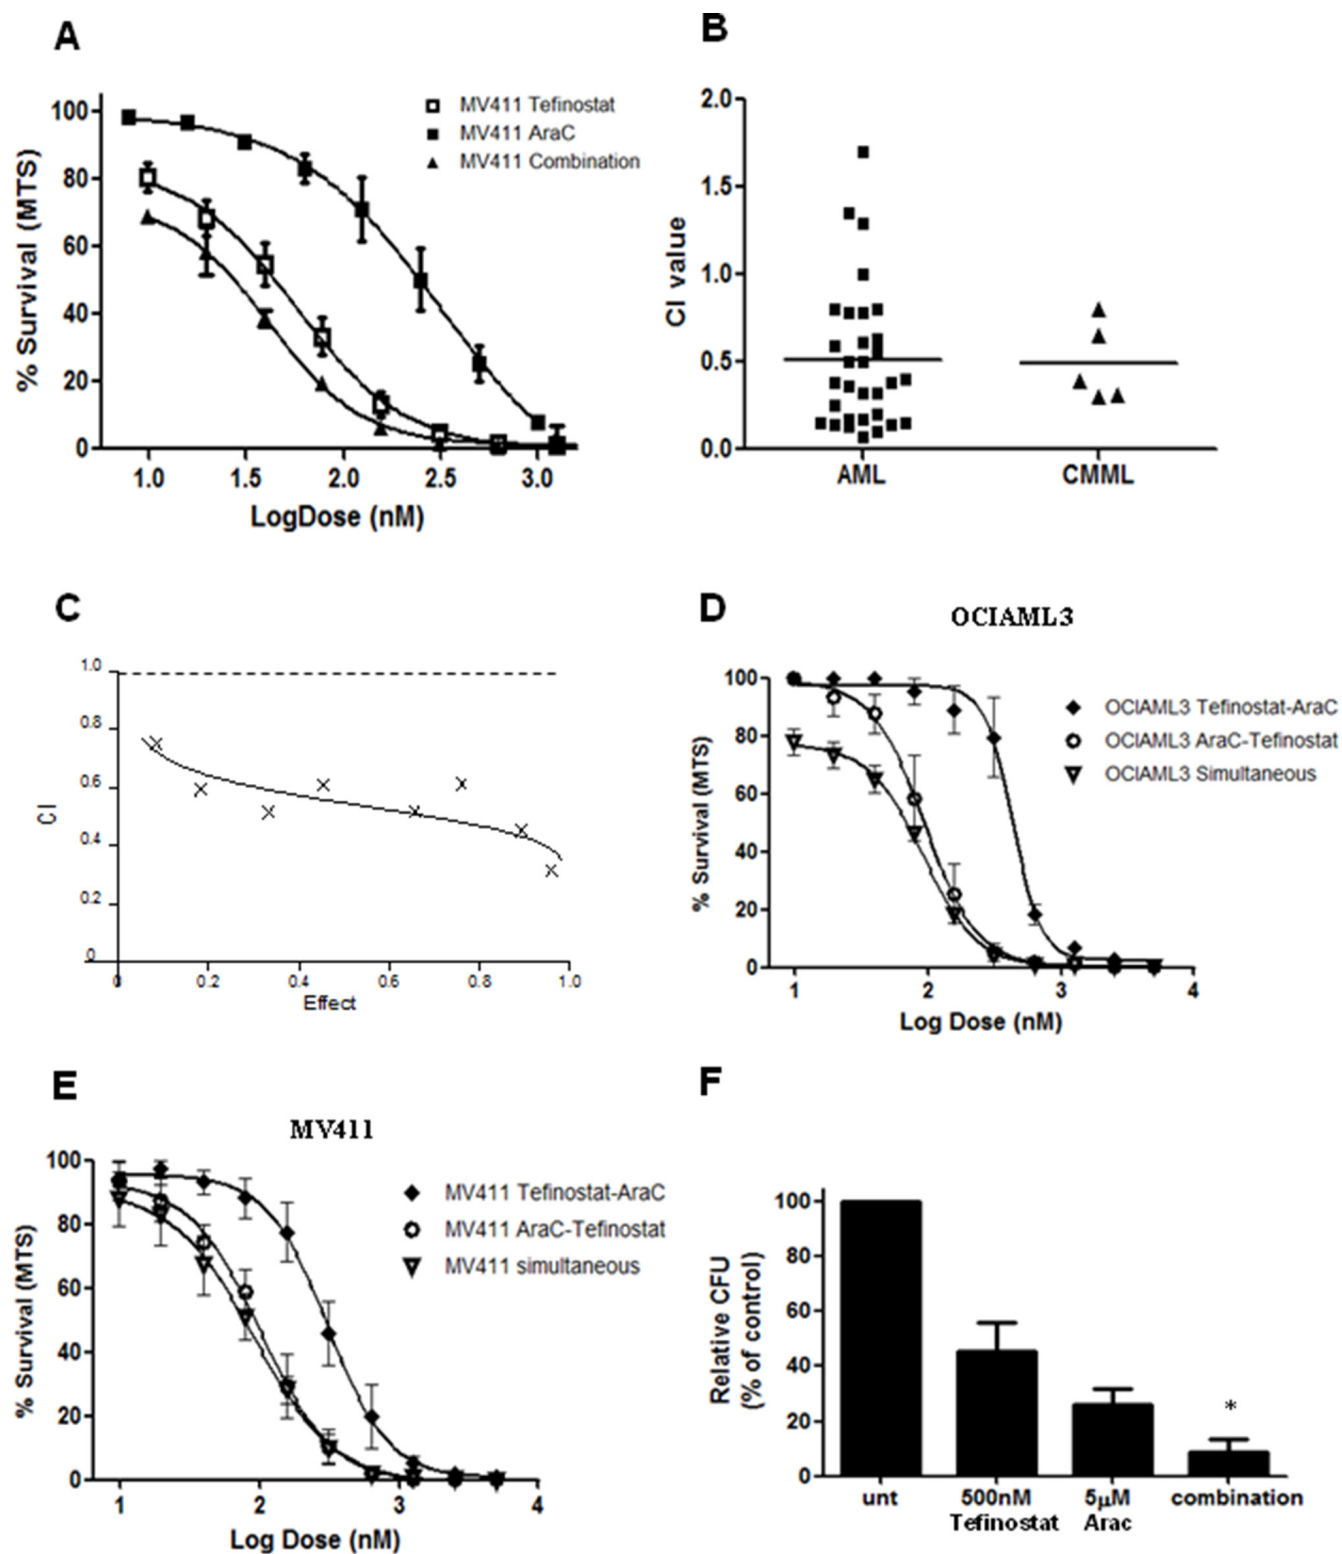 A
% Survival (MTS)
100
80
60
40
20
0
1.0 1.5 2.0 2.5 3.0
LogDose (nM)
MV411 Tefinostat
MV411 AraC
MV411 Combination
B
CI value
2.0
1.5
1.0
0.5
0.0
AML CMML
C
CI
1.0
0.8
0.6
0.4
0.2
0
0 0.2 0.4 0.6 0.8 1.0
Effect
D
OCIAML3
% Survival (MTS)
100
80
60
40
20
0
1 2 3 4
Log Dose (nM)
OCIAML3 Tefinostat-AraC
OCIAML3 AraC-Tefinostat
OCIAML3 Simultaneous
E
MV411
% Survival (MTS)
100
80
60
40
20
0
1 2 3 4
Log Dose (nM)
MV411 Tefinostat-AraC
MV411 AraC-Tefinostat
MV411 simultaneous
F
Relative CFU
(% of control)
100
80
60
40
20
0
*
unt 500nM 5µM combination
Tefinostat Arac